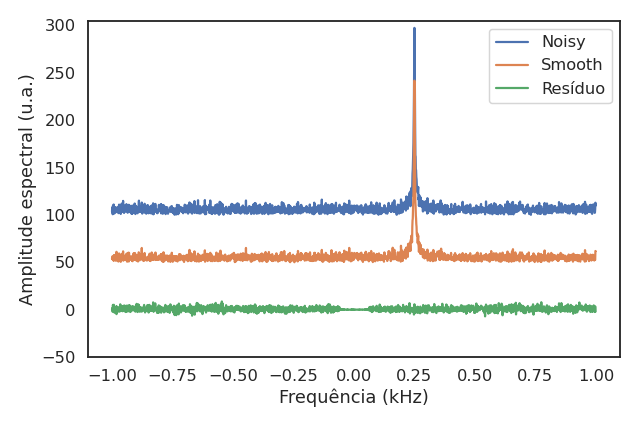 300
250
200
150
100
50
0
−50
Amplitude espectral (u.a.)
Noisy
Smooth
Resíduo
−1.00 −0.75 −0.50 −0.25 0.00 0.25 0.50 0.75 1.00
Frequência (kHz)